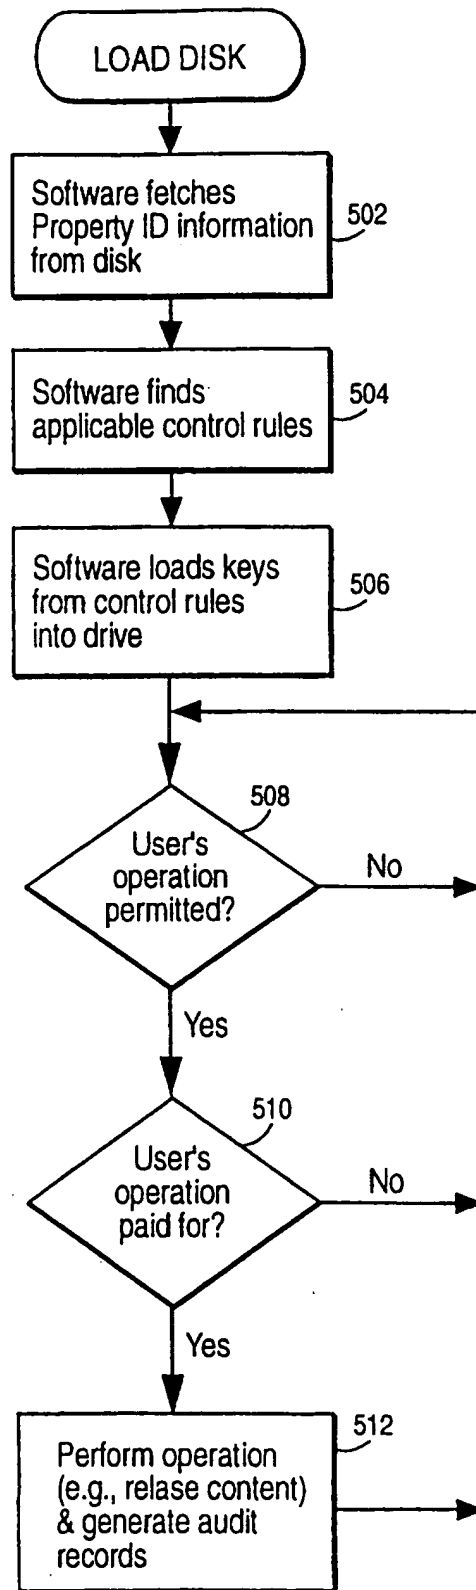 LOAD DISK
Software fetches
Property ID information
from disk
502
Software finds
applicable control rules
504
Software loads keys
from control rules
into drive
506
508
User's
operation
permitted?
No
Yes
510
User's
operation
paid for?
No
Yes
512
Perform operation
(e.g., relase content)
& generate audit
records